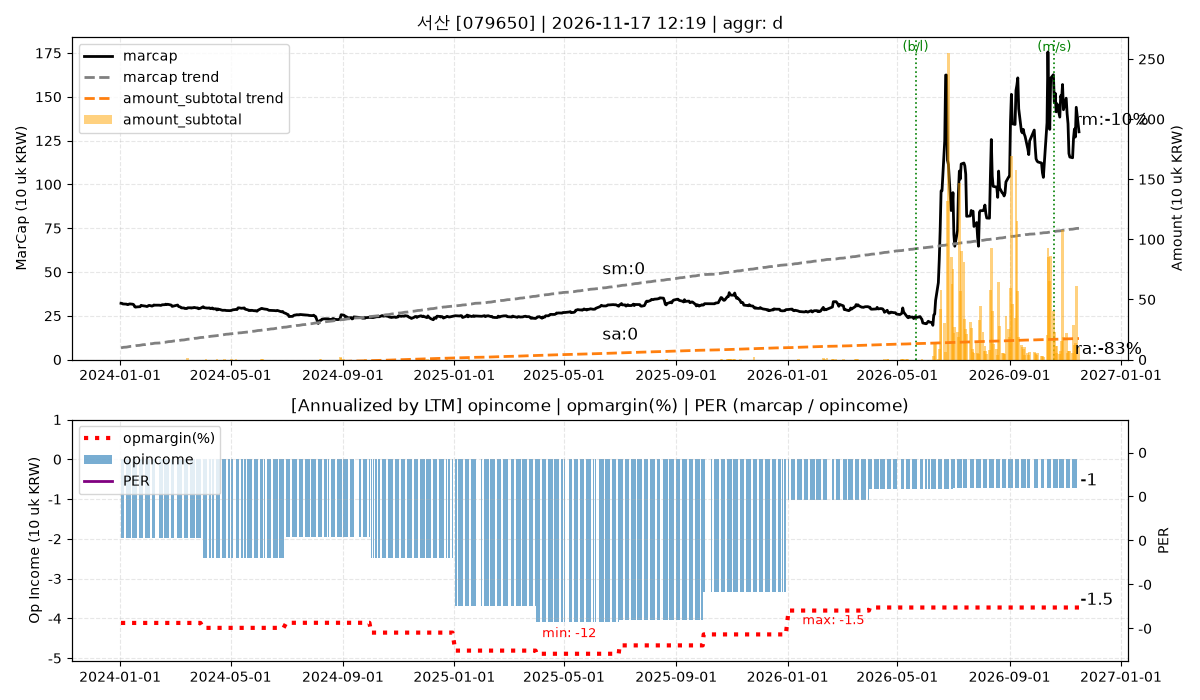 서산 [079650] | 2026-11-17 12:19 | aggr: d
(b/l)
(m/s)
marcap
marcap trend
amount_subtotal trend
amount_subtotal
175
150
125
100
75
50
25
0
MarCap (10 uk KRW)
250
200
150
100
50
0
Amount (10 uk KRW)
rm:-10%
sm:0
sa:0
ra:-83%
2024-01-01
2024-05-01
2024-09-01
2025-01-01
2025-05-01
2025-09-01
2026-01-01
2026-05-01
2026-09-01
2027-01-01
[Annualized by LTM] opincome | opmargin(%) | PER (marcap / opincome)
opmargin(%)
opincome
PER
1
0
-1
-2
-3
-4
-5
Op Income (10 uk KRW)
0
0
0
-0
-0
PER
-1
-1.5
min: -12
max: -1.5
2024-01-01
2024-05-01
2024-09-01
2025-01-01
2025-05-01
2025-09-01
2026-01-01
2026-05-01
2026-09-01
2027-01-01